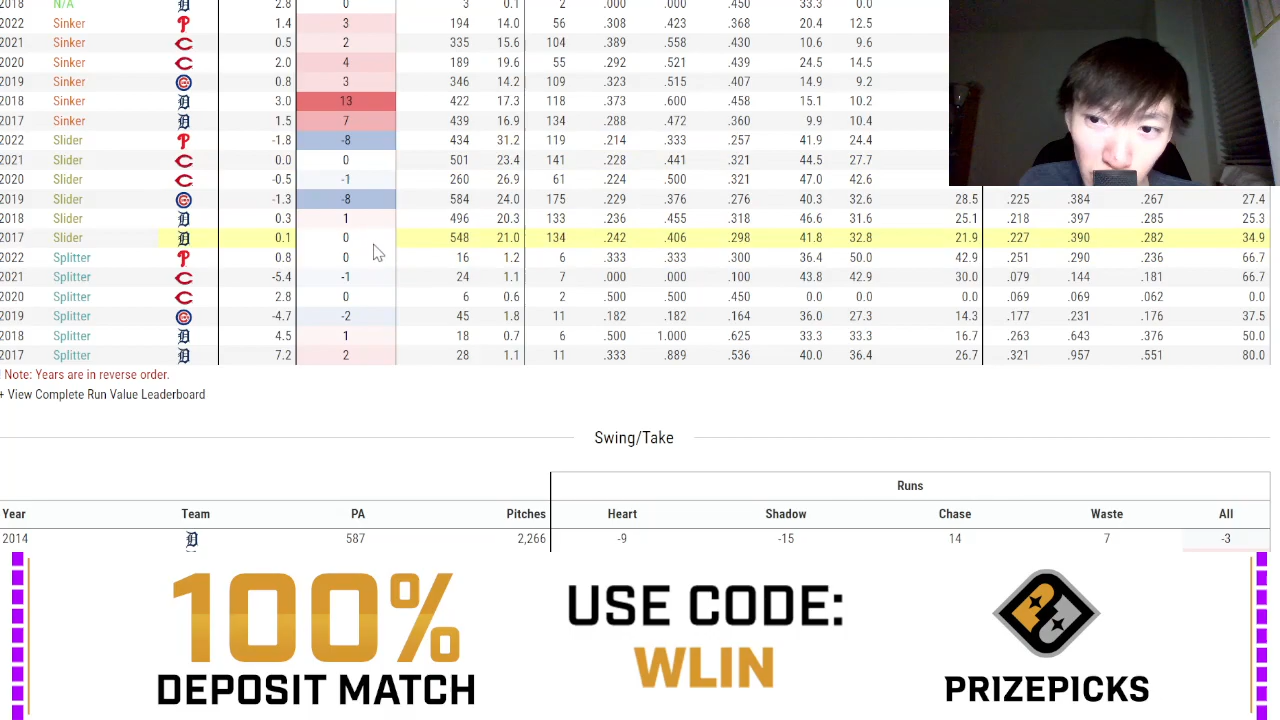 2018 N/A 2.8 0 3 0.1 2 .000 .000 .450 33.3 0.0
2022 Sinker 1.4 3 194 14.0 56 .308 .423 .368 20.4 12.5
2021 Sinker 0.5 2 335 15.6 104 .389 .558 .430 10.6 9.6
2020 Sinker 2.0 4 189 19.6 55 .292 .521 .439 24.5 14.5
2019 Sinker 0.8 3 346 14.2 109 .323 .515 .407 14.9 9.2
2018 Sinker 3.0 13 422 17.3 118 .373 .600 .458 15.1 10.2
2017 Sinker 1.5 7 439 16.9 134 .288 .472 .360 9.9 10.4
2022 Slider -1.8 -8 434 31.2 119 .214 .333 .257 41.9 24.4
2021 Slider 0.0 0 501 23.4 141 .228 .441 .321 44.5 27.7
2020 Slider -0.5 -1 260 26.9 61 .224 .500 .321 47.0 42.6
2019 Slider -1.3 -8 584 24.0 175 .229 .376 .276 40.3 32.6 28.5 .225 .384 .267 27.4
2018 Slider 0.3 1 496 20.3 133 .236 .455 .318 46.6 31.6 25.1 .218 .397 .285 25.3
2017 Slider 0.1 0 548 21.0 134 .242 .406 .298 41.8 32.8 21.9 .227 .390 .282 34.9
2022 Splitter 0.8 0 16 1.2 6 .333 .333 .300 36.4 50.0 42.9 .251 .290 .236 66.7
2021 Splitter -5.4 -1 24 1.1 7 .000 .000 .100 43.8 42.9 30.0 .079 .144 .181 66.7
2020 Splitter 2.8 0 6 0.6 2 .500 .500 .450 0.0 0.0 0.0 .069 .069 .062 0.0
2019 Splitter -4.7 -2 45 1.8 11 .182 .182 .164 36.0 27.3 14.3 .177 .231 .176 37.5
2018 Splitter 4.5 1 18 0.7 6 .500 1.000 .625 33.3 33.3 16.7 .263 .643 .376 50.0
2017 Splitter 7.2 2 28 1.1 11 .333 .889 .536 40.0 36.4 26.7 .321 .957 .551 80.0
Note: Years are in reverse order.
+ View Complete Run Value Leaderboard
Swing/Take
Runs
Year Team PA Pitches Heart Shadow Chase Waste All
2014 587 2,266 -9 -15 14 7 -3
100%
DEPOSIT MATCH
USE CODE:
WLIN
PRIZEPICKS